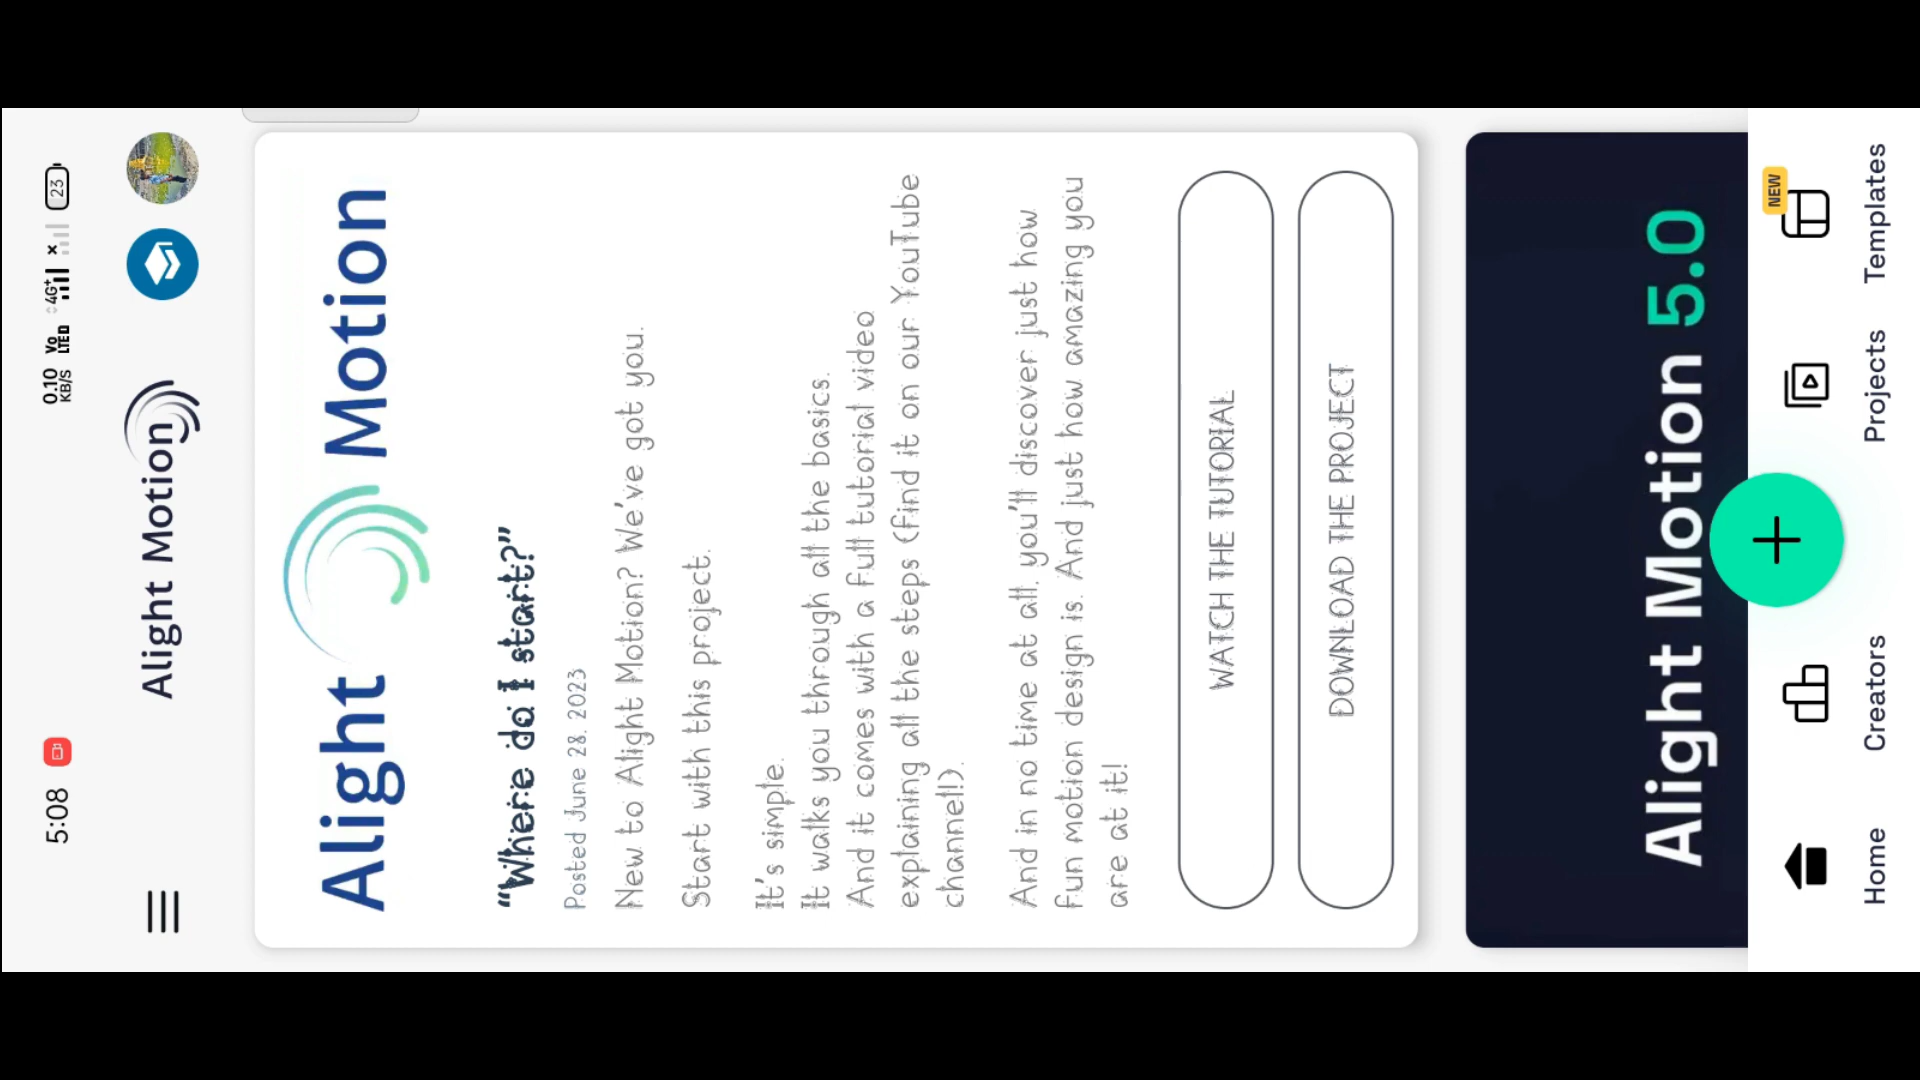 5:08
0.10 KB/S
Vo LTED
4G+
23
Alight Motion
Alight Motion
“Where do I start?”
Posted June 28, 2023
New to Alight Motion? We've got you.
Start with this project.
It's simple.
It walks you through all the basics.
And it comes with a full tutorial video
explaining all the steps (find it on our YouTube
channel!).
And in no time at all, you'll discover just how
fun motion design is. And just how amazing you
are at it!
WATCH THE TUTORIAL
DOWNLOAD THE PROJECT
Alight Motion 5.0
NEW
Home
Creators
Projects
Templates